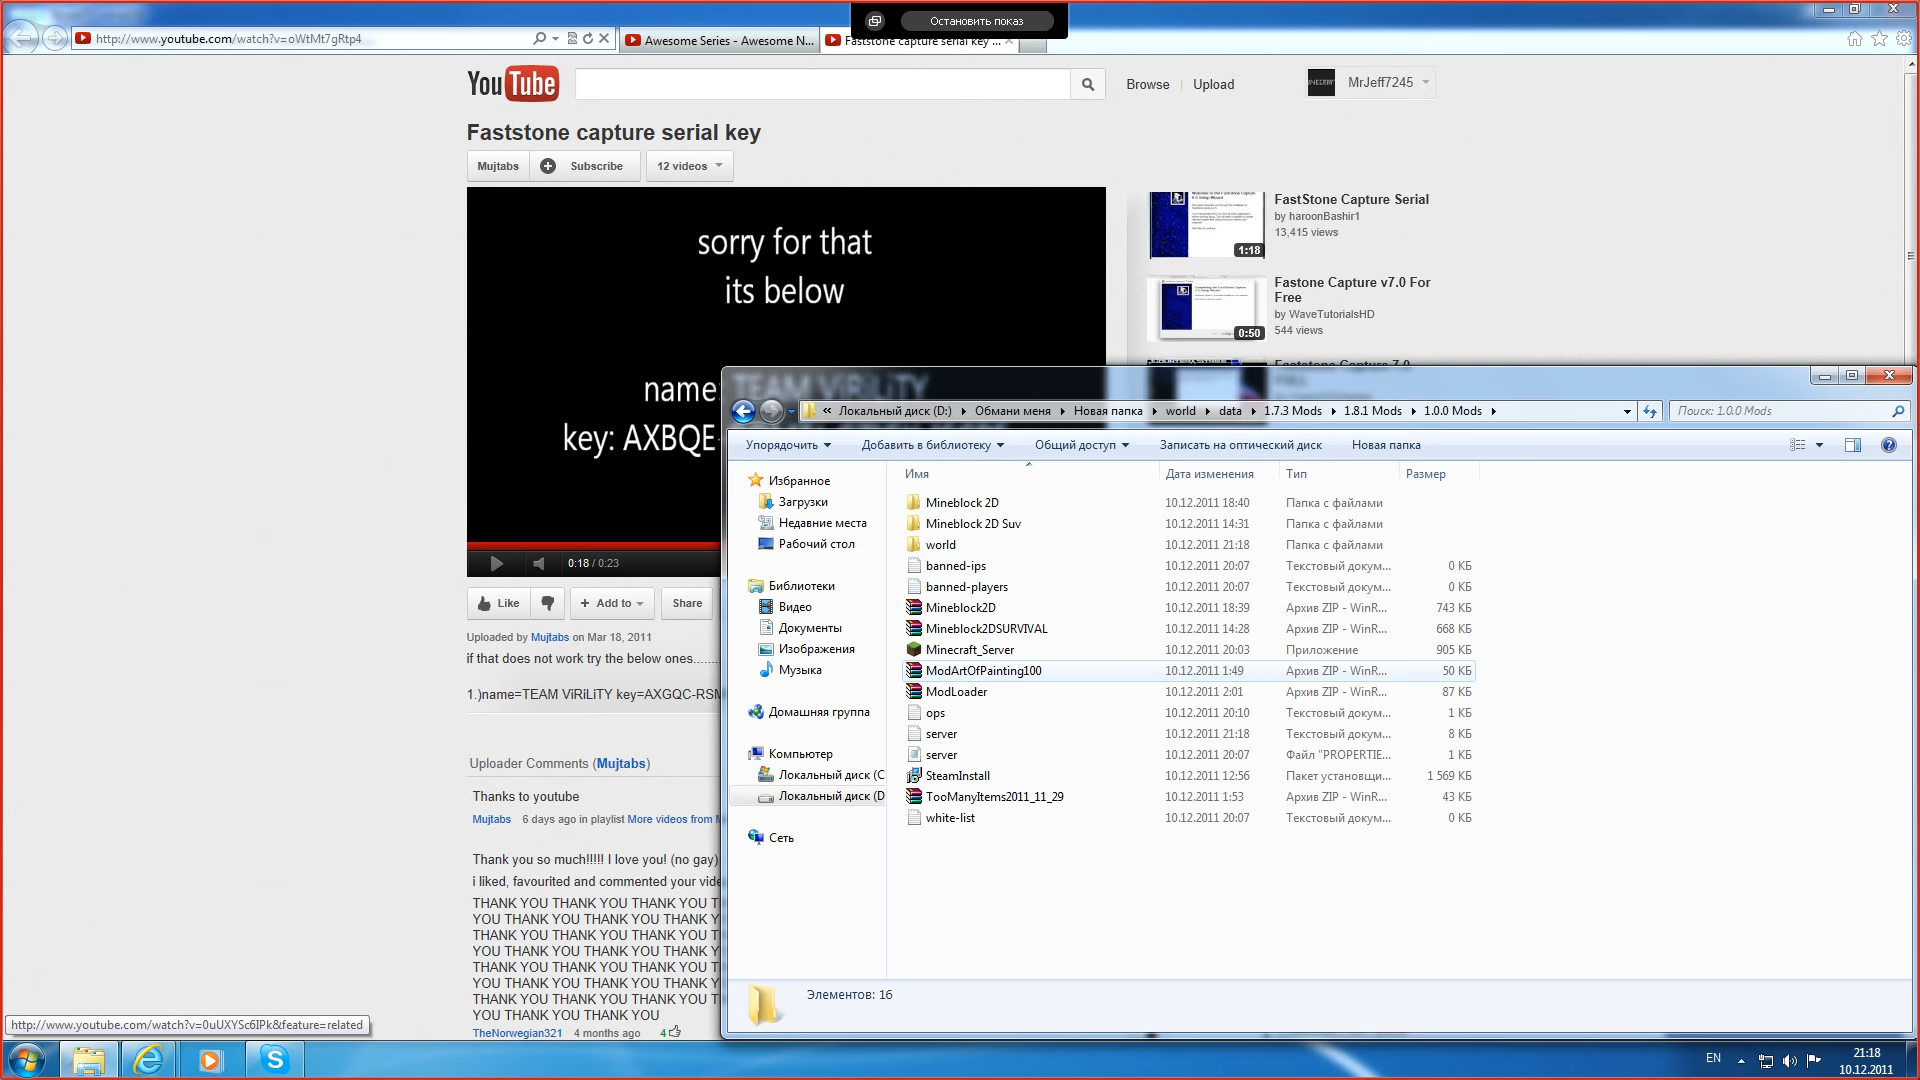 Остановить показ
http://www.youtube.com/watch?v=oWtMt7gRtp4
Awesome Series - Awesome N...
Faststone capture serial key ...
YouTube
Browse
Upload
MrJeff7245
Faststone capture serial key
Mujtabs
Subscribe
12 videos
sorry for that
its below
name: TEAM ViRiLiTY
key: AXBQE
0:18 / 0:23
Like
Add to
Share
Uploaded by Mujtabs on Mar 18, 2011
if that does not work try the below ones.......
1.)name=TEAM ViRiLiTY key=AXGQC-RSM
Uploader Comments (Mujtabs)
Thanks to youtube
Mujtabs 6 days ago in playlist More videos from M
Thank you so much!!!!! I love you! (no gay)
i liked, favourited and commented your vide
THANK YOU THANK YOU THANK YOU T
YOU THANK YOU THANK YOU THANK
THANK YOU THANK YOU THANK YOU T
YOU THANK YOU THANK YOU THANK
THANK YOU THANK YOU THANK YOU T
YOU THANK YOU THANK YOU THANK
THANK YOU THANK YOU THANK YOU T
YOU THANK YOU THANK YOU
TheNorwegian321 4 months ago 4
http://www.youtube.com/watch?v=0uUXYSc6IPk&feature=related
FastStone Capture Serial
by haroonBashir1
13,415 views
1:18
Fastone Capture v7.0 For
Free
by WaveTutorialsHD
544 views
0:50
Faststone Capture 7.0
« Локальный диск (D:) Обмани меня Новая папка world data 1.7.3 Mods 1.8.1 Mods 1.0.0 Mods
Поиск: 1.0.0 Mods
Упорядочить
Добавить в библиотеку
Общий доступ
Записать на оптический диск
Новая папка
Избранное
Загрузки
Недавние места
Рабочий стол
Библиотеки
Видео
Документы
Изображения
Музыка
Домашняя группа
Компьютер
Локальный диск (C
Локальный диск (D
Сеть
Имя Дата изменения Тип Размер
Mineblock 2D 10.12.2011 18:40 Папка с файлами
Mineblock 2D Suv 10.12.2011 14:31 Папка с файлами
world 10.12.2011 21:18 Папка с файлами
banned-ips 10.12.2011 20:07 Текстовый докум... 0 КБ
banned-players 10.12.2011 20:07 Текстовый докум... 0 КБ
Mineblock2D 10.12.2011 18:39 Архив ZIP - WinR... 743 КБ
Mineblock2DSURVIVAL 10.12.2011 14:28 Архив ZIP - WinR... 668 КБ
Minecraft_Server 10.12.2011 20:03 Приложение 905 КБ
ModArtOfPainting100 10.12.2011 1:49 Архив ZIP - WinR... 50 КБ
ModLoader 10.12.2011 2:01 Архив ZIP - WinR... 87 КБ
ops 10.12.2011 20:10 Текстовый докум... 1 КБ
server 10.12.2011 21:18 Текстовый докум... 8 КБ
server 10.12.2011 20:07 Файл "PROPERTIE... 1 КБ
SteamInstall 10.12.2011 12:56 Пакет установщи... 1 569 КБ
TooManyItems2011_11_29 10.12.2011 1:53 Архив ZIP - WinR... 43 КБ
white-list 10.12.2011 20:07 Текстовый докум... 0 КБ
Элементов: 16
EN
21:18
10.12.2011